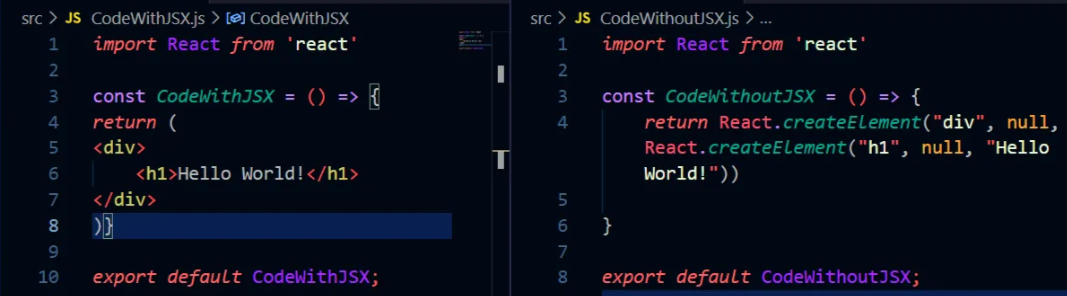 src > JS CodeWithJSX.js > CodeWithJSX
1 import React from 'react'
2
3 const CodeWithJSX = () => {
4 return (
5 <div>
6     <h1>Hello World!</h1>
7 </div>
8 )}
9
10 export default CodeWithJSX;
src > JS CodeWithoutJSX.js > ...
1 import React from 'react'
2
3 const CodeWithoutJSX = () => {
4     return React.createElement("div", null,
    React.createElement("h1", null, "Hello
    World!"))
5
6 }
7
8 export default CodeWithoutJSX;